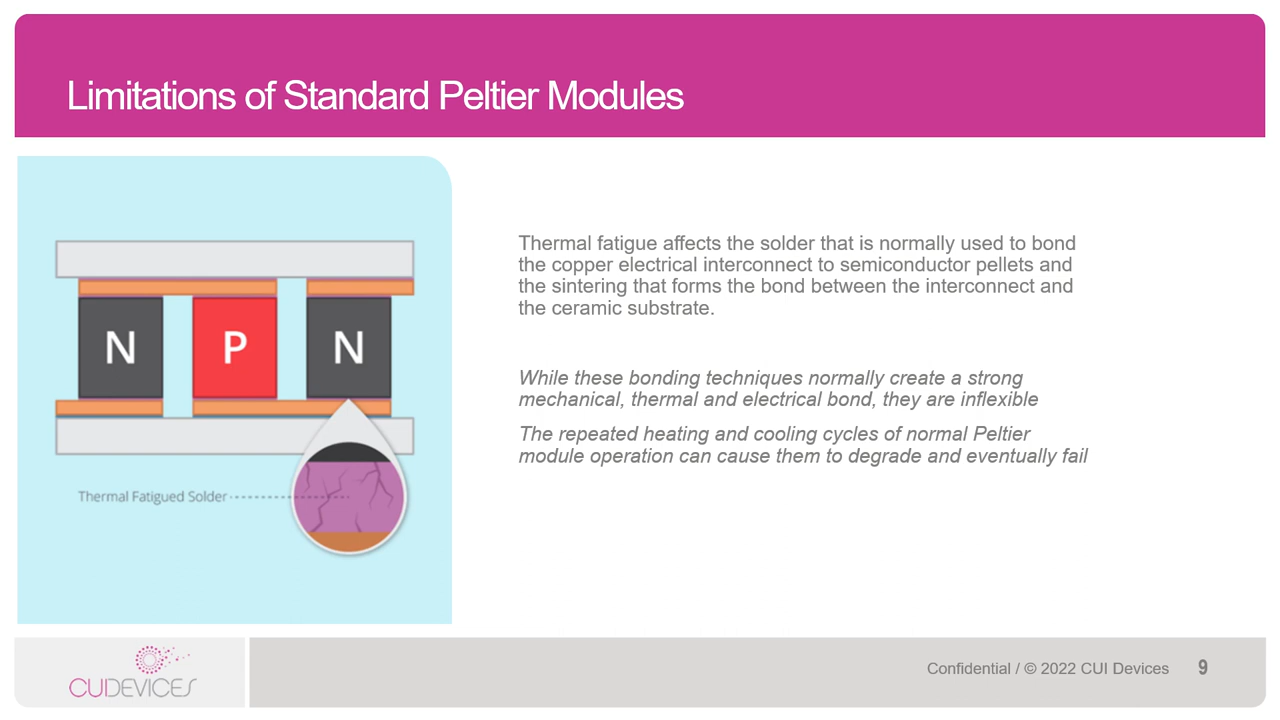 Limitations of Standard Peltier Modules
N
P
N
Thermal Fatigued Solder
Thermal fatigue affects the solder that is normally used to bond
the copper electrical interconnect to semiconductor pellets and
the sintering that forms the bond between the interconnect and
the ceramic substrate.
While these bonding techniques normally create a strong
mechanical, thermal and electrical bond, they are inflexible
The repeated heating and cooling cycles of normal Peltier
module operation can cause them to degrade and eventually fail
CUIDEVICES
Confidential / © 2022 CUI Devices
9